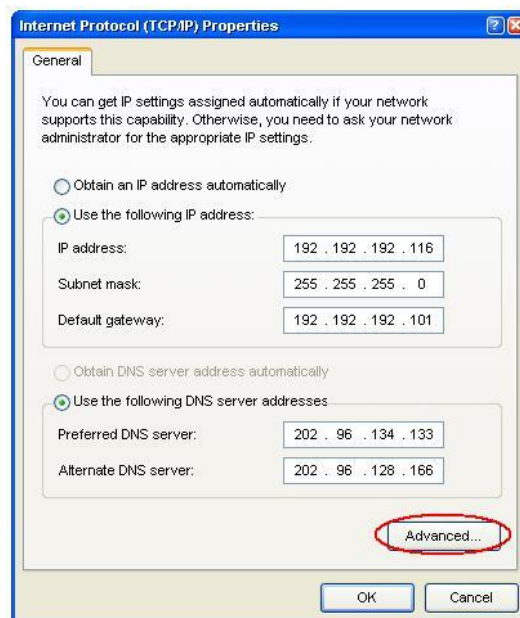 Internet Protocol (TCP/IP) Properties
General
You can get IP settings assigned automatically if your network
supports this capability. Otherwise, you need to ask your network
administrator for the appropriate IP settings.
Obtain an IP address automatically
Use the following IP address:
IP address: 192 . 192 . 192 . 116
Subnet mask: 255 . 255 . 255 . 0
Default gateway: 192 . 192 . 192 . 101
Obtain DNS server address automatically
Use the following DNS server addresses
Preferred DNS server: 202 . 96 . 134 . 133
Alternate DNS server: 202 . 96 . 128 . 166
Advanced...
OK Cancel